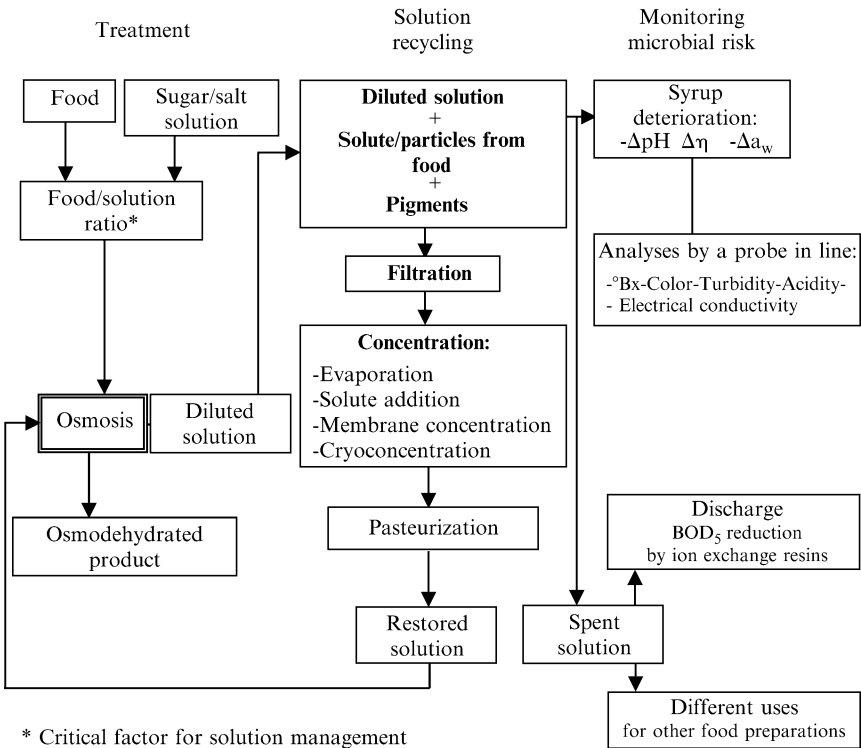 Treatment
Solution
recycling
Monitoring
microbial risk
Food
Sugar/salt
solution
Food/solution
ratio*
Osmosis
Diluted
solution
Osmodehydrated
product
Diluted solution
+
Solute/particles from
food
+
Pigments
Filtration
Concentration:
-Evaporation
-Solute addition
-Membrane concentration
-Cryoconcentration
Pasteurization
Restored
solution
Syrup
deterioration:
-ΔpH Δη -Δa_w
Analyses by a probe in line:
-°Bx-Color-Turbidity-Acidity-
- Electrical conductivity
Discharge
BOD₅ reduction
by ion exchange resins
Spent
solution
Different uses
for other food preparations
* Critical factor for solution management